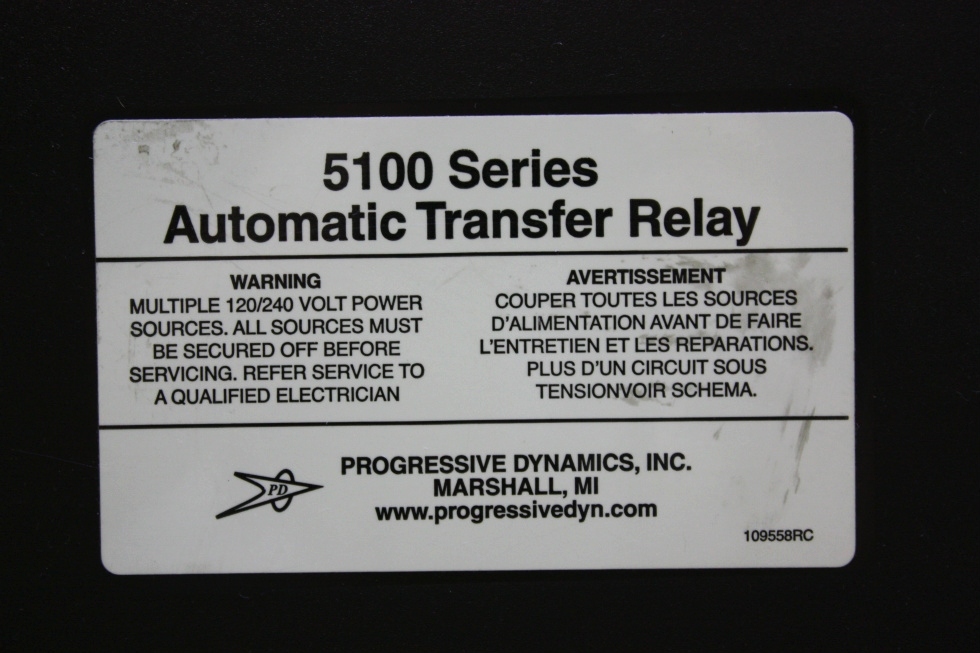 5100 Series
Automatic Transfer Relay
WARNING
MULTIPLE 120/240 VOLT POWER
SOURCES. ALL SOURCES MUST
BE SECURED OFF BEFORE
SERVICING. REFER SERVICE TO
A QUALIFIED ELECTRICIAN
AVERTISSEMENT
COUPER TOUTES LES SOURCES
D'ALIMENTATION AVANT DE FAIRE
L'ENTRETIEN ET LES REPARATIONS.
PLUS D'UN CIRCUIT SOUS
TENSIONVOIR SCHEMA.
PD
PROGRESSIVE DYNAMICS, INC.
MARSHALL, MI
www.progressivedyn.com
109558RC